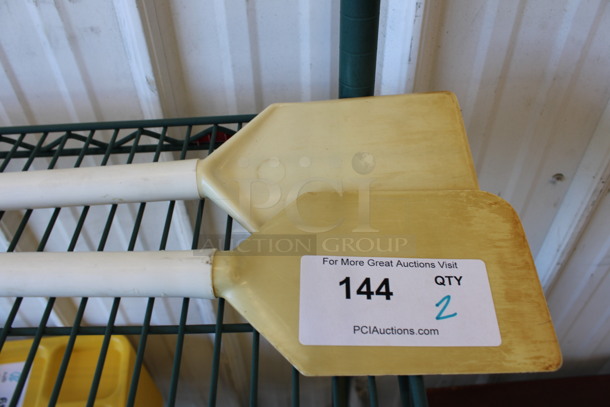 PCI
AUCTION GROUP
For More Great Auctions Visit
144 QTY
2
PCIAuctions.com